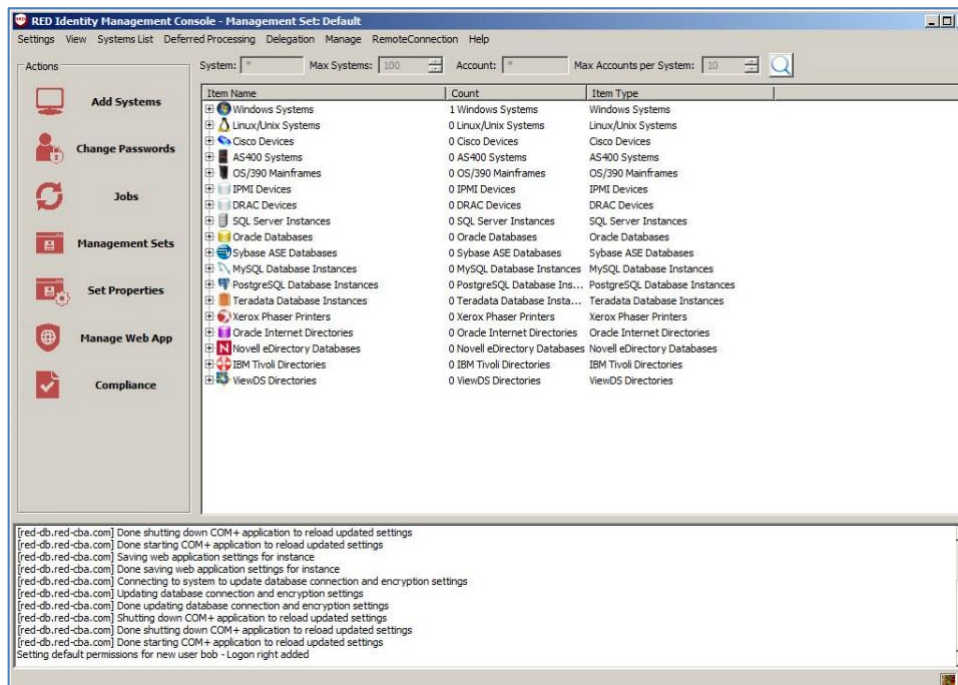 RED Identity Management Console - Management Set: Default
Settings View Systems List Deferred Processing Delegation Manage RemoteConnection Help
Actions
System: * Max Systems: 100 Account: * Max Accounts per System: 10
Add Systems
Change Passwords
Jobs
Management Sets
Set Properties
Manage Web App
Compliance
Item Name Count Item Type
Windows Systems 1 Windows Systems Windows Systems
Linux/Unix Systems 0 Linux/Unix Systems Linux/Unix Systems
Cisco Devices 0 Cisco Devices Cisco Devices
AS400 Systems 0 AS400 Systems AS400 Systems
OS/390 Mainframes 0 OS/390 Mainframes OS/390 Mainframes
IPMI Devices 0 IPMI Devices IPMI Devices
DRAC Devices 0 DRAC Devices DRAC Devices
SQL Server Instances 0 SQL Server Instances SQL Server Instances
Oracle Databases 0 Oracle Databases Oracle Databases
Sybase ASE Databases 0 Sybase ASE Databases Sybase ASE Databases
MySQL Database Instances 0 MySQL Database Instances MySQL Database Instances
PostgreSQL Database Instances 0 PostgreSQL Database Ins... PostgreSQL Database Instances
Teradata Database Instances 0 Teradata Database Insta... Teradata Database Instances
Xerox Phaser Printers 0 Xerox Phaser Printers Xerox Phaser Printers
Oracle Internet Directories 0 Oracle Internet Directories Oracle Internet Directories
Novell eDirectory Databases 0 Novell eDirectory Databases Novell eDirectory Databases
IBM Tivoli Directories 0 IBM Tivoli Directories IBM Tivoli Directories
ViewDS Directories 0 ViewDS Directories ViewDS Directories
[red-db.red-cba.com] Done shutting down COM+ application to reload updated settings
[red-db.red-cba.com] Done starting COM+ application to reload updated settings
[red-db.red-cba.com] Saving web application settings for instance
[red-db.red-cba.com] Done saving web application settings for instance
[red-db.red-cba.com] Connecting to system to update database connection and encryption settings
[red-db.red-cba.com] Updating database connection and encryption settings
[red-db.red-cba.com] Done updating database connection and encryption settings
[red-db.red-cba.com] Shutting down COM+ application to reload updated settings
[red-db.red-cba.com] Done shutting down COM+ application to reload updated settings
[red-db.red-cba.com] Done starting COM+ application to reload updated settings
Setting default permissions for new user bob - Logon right added